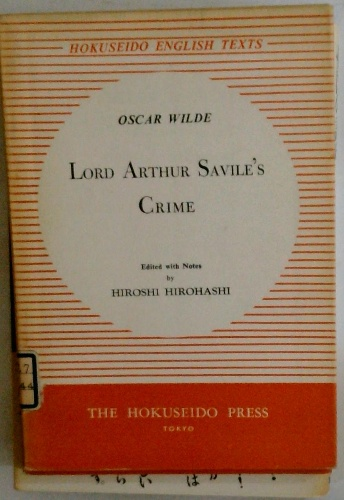 HOKUSEIDO ENGLISH TEXTS
OSCAR WILDE
LORD ARTHUR SAVILE'S
CRIME
Edited with Notes
by
HIROSHI HIROHASHI
THE HOKUSEIDO PRESS
TOKYO